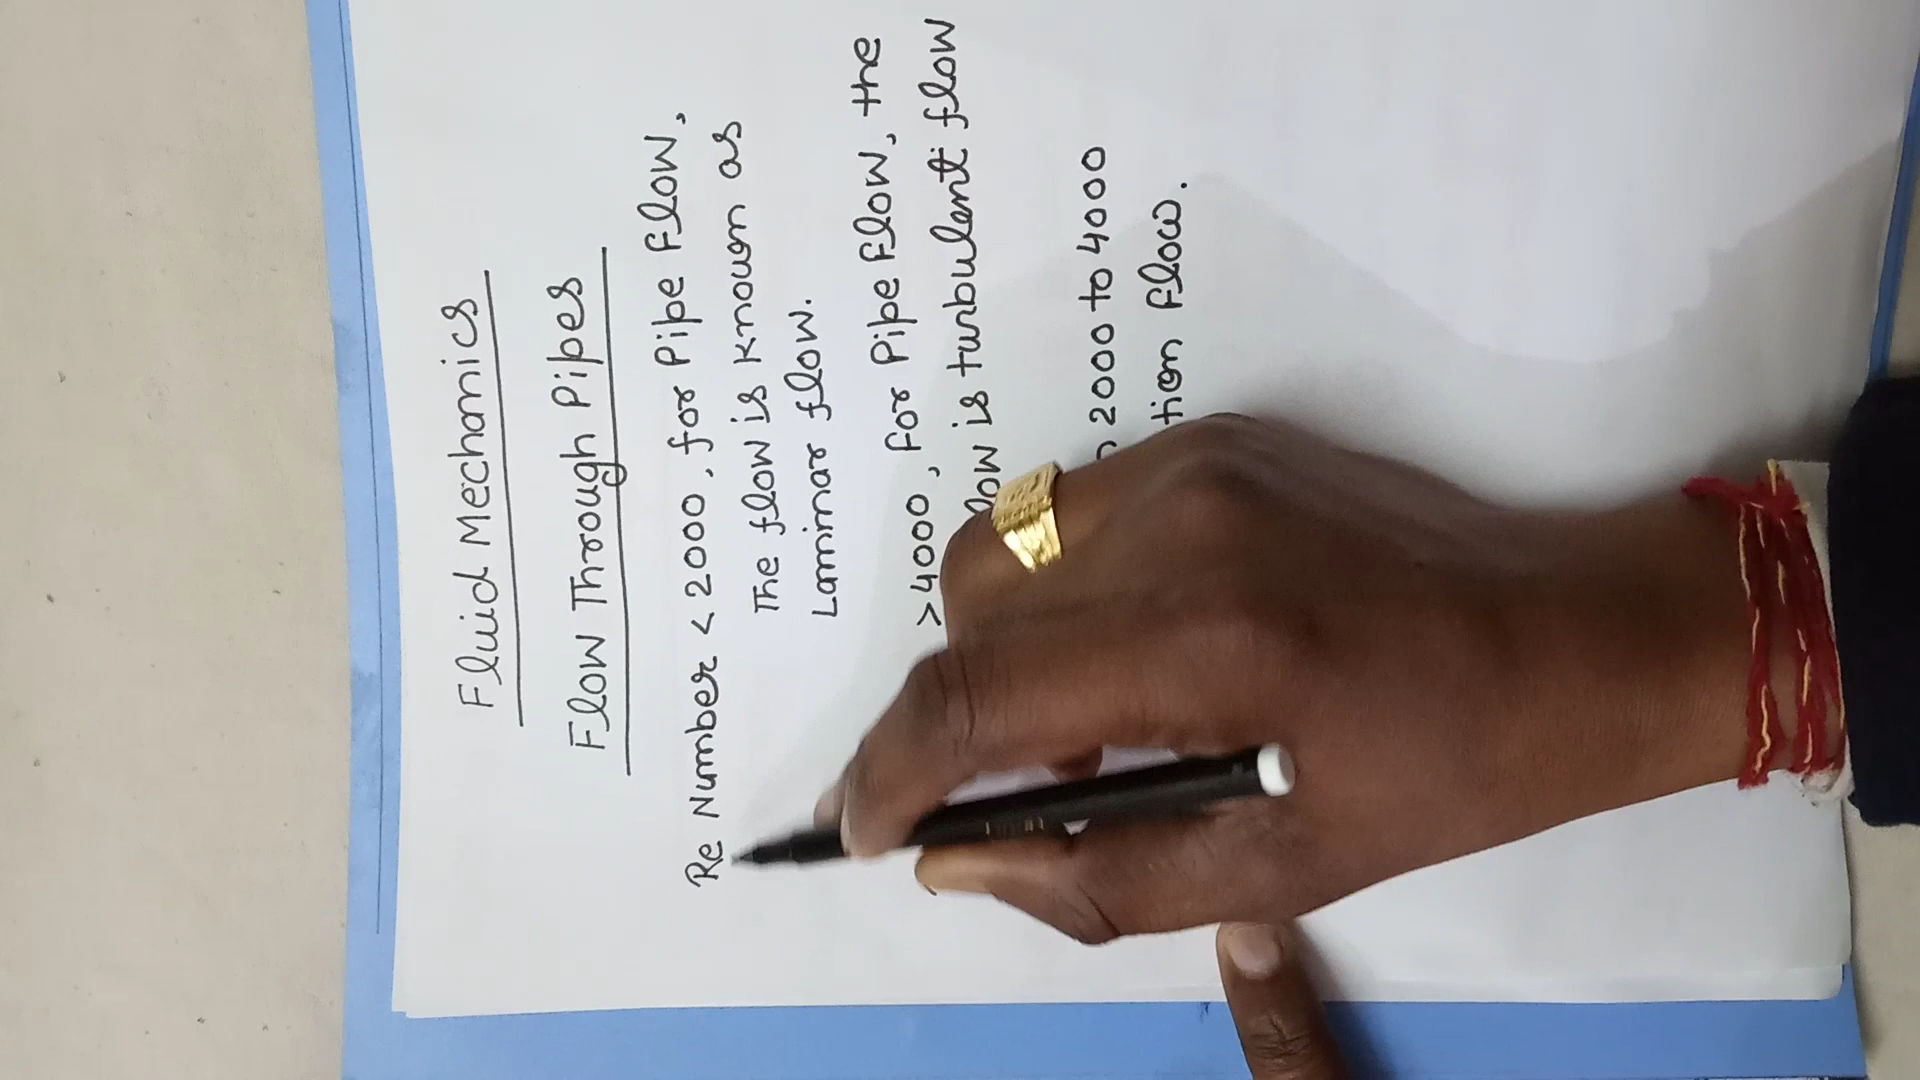 Fluid Mechanics
Flow Through Pipes
Re Number < 2000, for Pipe Flow,
The flow is known as
Laminar flow.
>4000, For Pipe Flow, the
is turbulent flow
2000 to 4000
Flow.